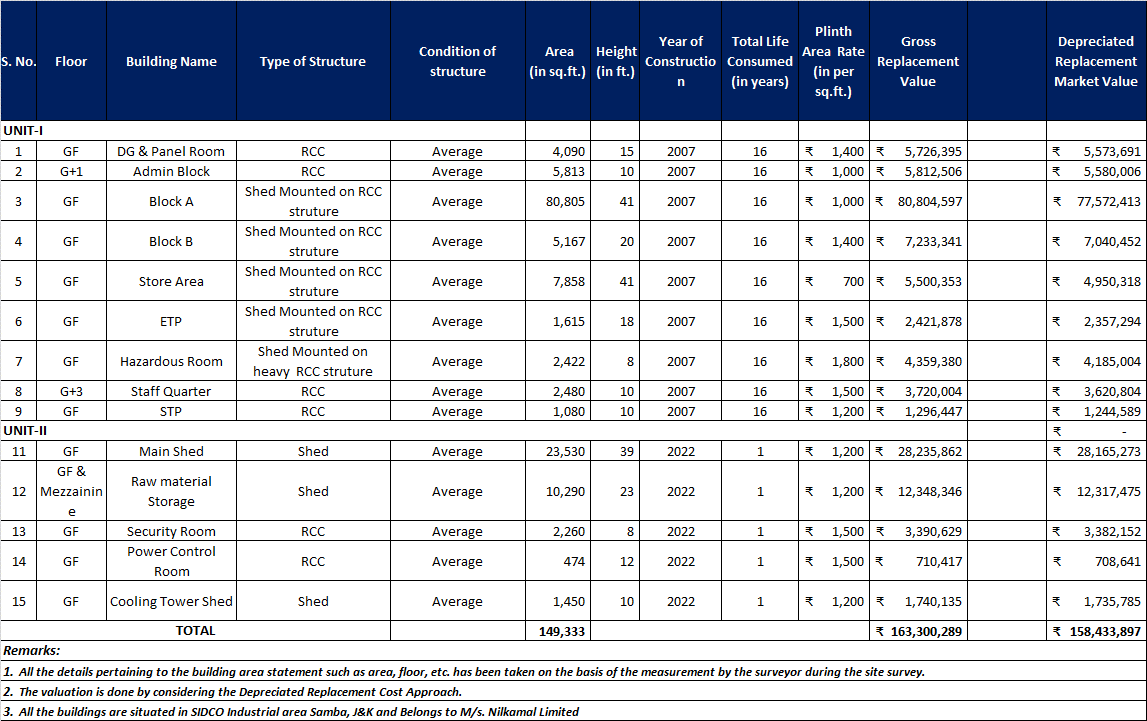 S. No. Floor Building Name Type of Structure Condition of structure Area (in sq.ft.) Height (in ft.) Year of Constructio n Total Life Consumed (in years) Plinth Area Rate (in per sq.ft.) Gross Replacement Value Depreciated Replacement Market Value
UNIT-I
1 GF DG & Panel Room RCC Average 4,090 15 2007 16 ₹ 1,400 ₹ 5,726,395 ₹ 5,573,691
2 G+1 Admin Block RCC Average 5,813 10 2007 16 ₹ 1,000 ₹ 5,812,506 ₹ 5,580,006
3 GF Block A Shed Mounted on RCC struture Average 80,805 41 2007 16 ₹ 1,000 ₹ 80,804,597 ₹ 77,572,413
4 GF Block B Shed Mounted on RCC struture Average 5,167 20 2007 16 ₹ 1,400 ₹ 7,233,341 ₹ 7,040,452
5 GF Store Area Shed Mounted on RCC struture Average 7,858 41 2007 16 ₹ 700 ₹ 5,500,353 ₹ 4,950,318
6 GF ETP Shed Mounted on RCC struture Average 1,615 18 2007 16 ₹ 1,500 ₹ 2,421,878 ₹ 2,357,294
7 GF Hazardous Room Shed Mounted on heavy RCC struture Average 2,422 8 2007 16 ₹ 1,800 ₹ 4,359,380 ₹ 4,185,004
8 G+3 Staff Quarter RCC Average 2,480 10 2007 16 ₹ 1,500 ₹ 3,720,004 ₹ 3,620,804
9 GF STP RCC Average 1,080 10 2007 16 ₹ 1,200 ₹ 1,296,447 ₹ 1,244,589
UNIT-II ₹ -
11 GF Main Shed Shed Average 23,530 39 2022 1 ₹ 1,200 ₹ 28,235,862 ₹ 28,165,273
12 GF & Mezzainin e Raw material Storage Shed Average 10,290 23 2022 1 ₹ 1,200 ₹ 12,348,346 ₹ 12,317,475
13 GF Security Room RCC Average 2,260 8 2022 1 ₹ 1,500 ₹ 3,390,629 ₹ 3,382,152
14 GF Power Control Room RCC Average 474 12 2022 1 ₹ 1,500 ₹ 710,417 ₹ 708,641
15 GF Cooling Tower Shed Shed Average 1,450 10 2022 1 ₹ 1,200 ₹ 1,740,135 ₹ 1,735,785
TOTAL 149,333 ₹ 163,300,289 ₹ 158,433,897
Remarks:
1. All the details pertaining to the building area statement such as area, floor, etc. has been taken on the basis of the measurement by the surveyor during the site survey.
2. The valuation is done by considering the Depreciated Replacement Cost Approach.
3. All the buildings are situated in SIDCO Industrial area Samba, J&K and Belongs to M/s. Nilkamal Limited